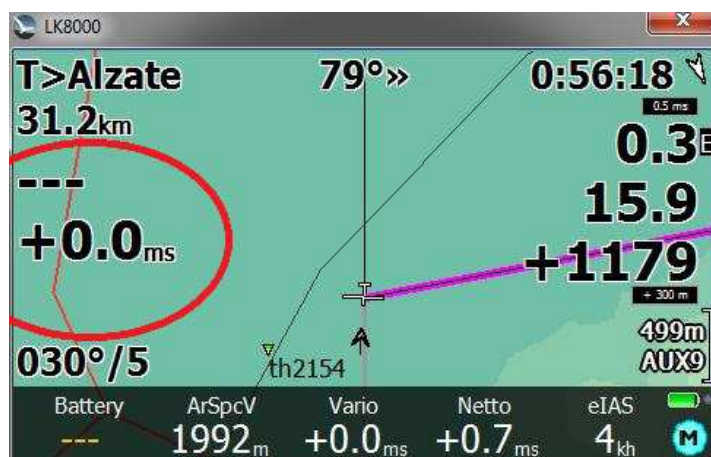 LK8000
T>Alzate 79°» 0:56:18
31.2km 0.5 ms
0.3
---
15.9
+0.0ms
+1179
+ 300 m
499m
030°/5 th2154 AUX9
Battery ArSpcV Vario Netto eIAS
--- 1992m +0.0ms +0.7ms 4kh M